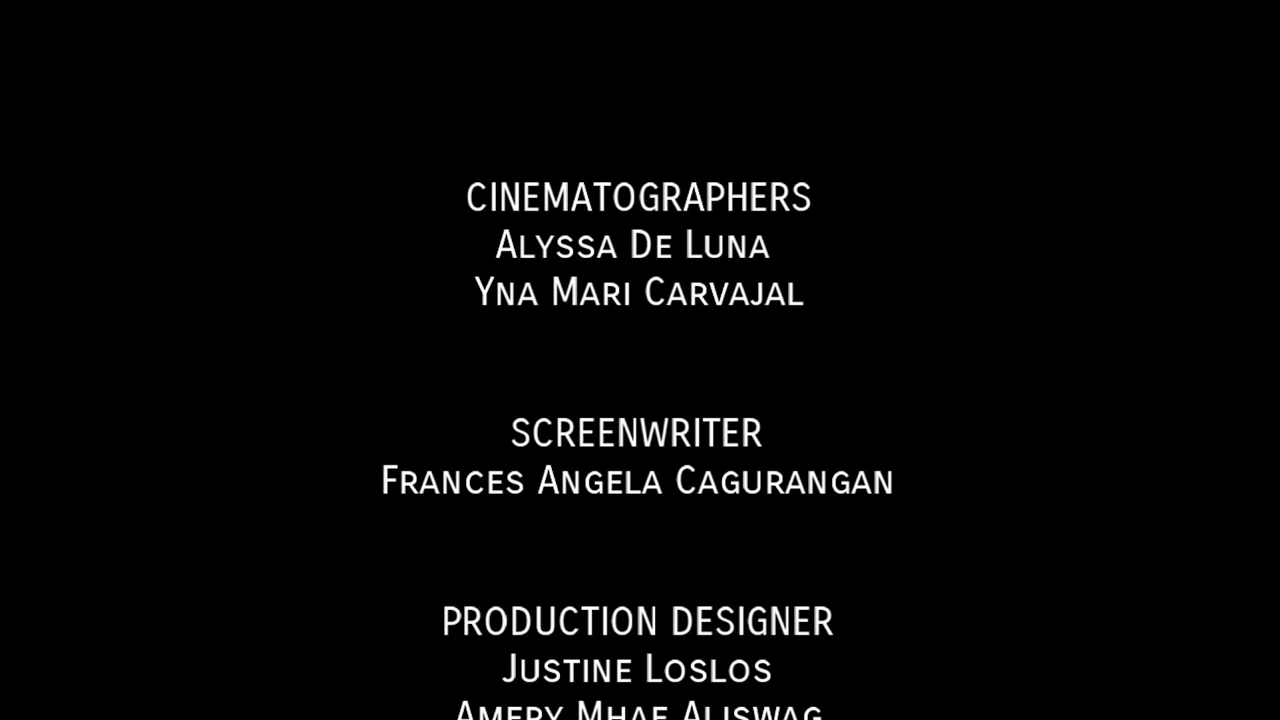 CINEMATOGRAPHERS
ALYSSA DE LUNA
YNA MARI CARVAJAL
SCREENWRITER
FRANCES ANGELA CAGURANGAN
PRODUCTION DESIGNER
JUSTINE LOSLOS
AMERY MHAE ALISWAG